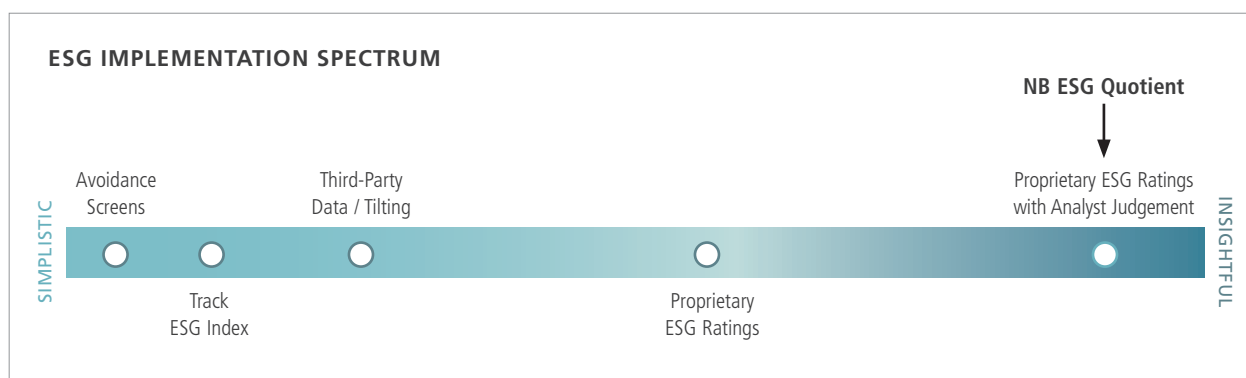 ESG IMPLEMENTATION SPECTRUM
NB ESG Quotient
SIMPLISTIC
Avoidance
Screens
Track
ESG Index
Third-Party
Data / Tilting
Proprietary
ESG Ratings
Proprietary ESG Ratings
with Analyst Judgement
INSIGHTFUL